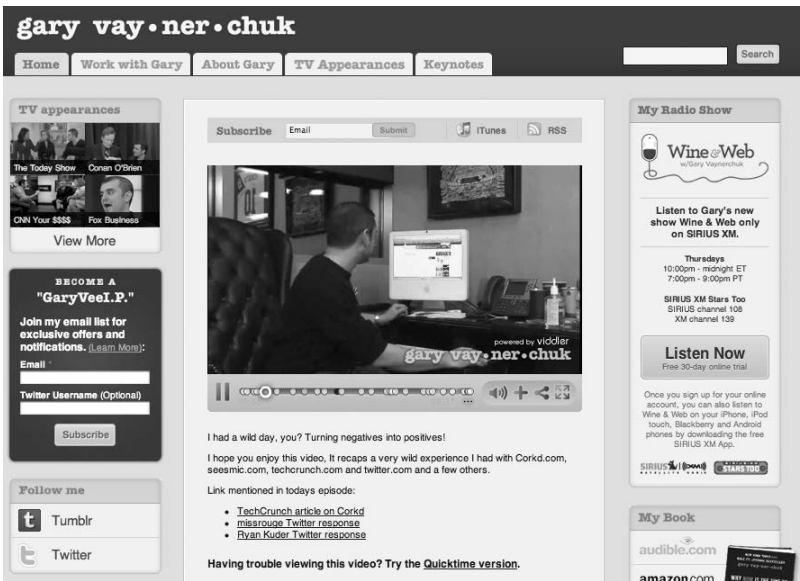 gary vay•ner•chuk
Home
Work with Gary
About Gary
TV Appearances
Keynotes
Search
TV appearances
The Today Show
Conan O'Brien
CNN Your $$$$
Fox Business
View More
BECOME A
"GaryVeeI.P."
Join my email list for
exclusive offers and
notifications. (Learn More):
Email *
Twitter Username (Optional)
Subscribe
Follow me
Tumblr
Twitter
Subscribe
Email
Submit
iTunes
RSS
powered by viddler
gary vay•ner•chuk
I had a wild day, you? Turning negatives into positives!
I hope you enjoy this video, It recaps a very wild experience I had with Corkd.com,
seesmic.com, techcrunch.com and twitter.com and a few others.
Link mentioned in todays episode:
• TechCrunch article on Corkd
• missrouge Twitter response
• Ryan Kuder Twitter response
Having trouble viewing this video? Try the Quicktime version.
My Radio Show
Wine & Web
w/Gary Vaynerchuk
Listen to Gary's new
show Wine & Web only
on SIRIUS XM.
Thursdays
10:00pm - midnight ET
7:00pm - 9:00pm PT
SIRIUS XM Stars Too
SIRIUS channel 108
XM channel 139
Listen Now
Free 30-day online trial
Once you sign up for your online
account, you can also listen to
Wine & Web on your iPhone, iPod
touch, Blackberry and Android
phones by downloading the free
SIRIUS XM App.
SIRIUS
SATELLITE RADIO
XM
STARS TOO
My Book
audible.com
amazon.com
gary vay•ner•chuk